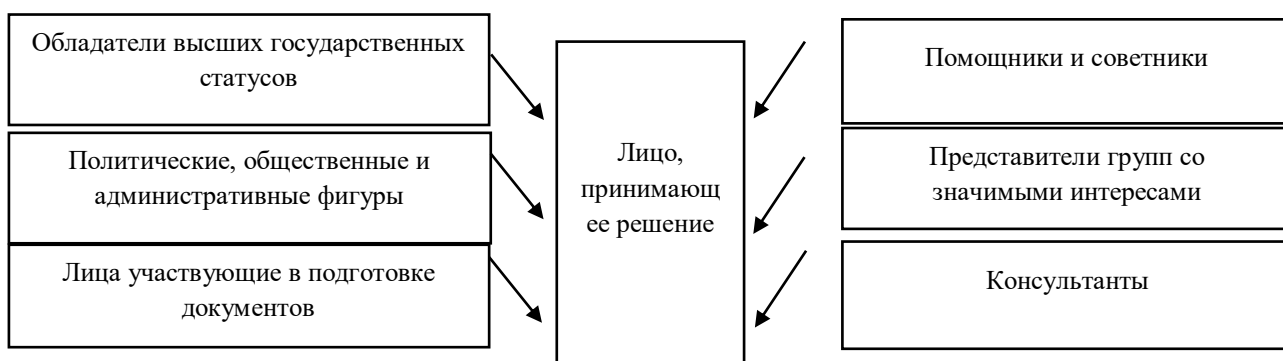 Обладатели высших государственных
статусов
Политические, общественные и
административные фигуры
Лица участвующие в подготовке
документов
Лицо,
принимающ
ее решение
Помощники и советники
Представители групп со
значимыми интересами
Консультанты